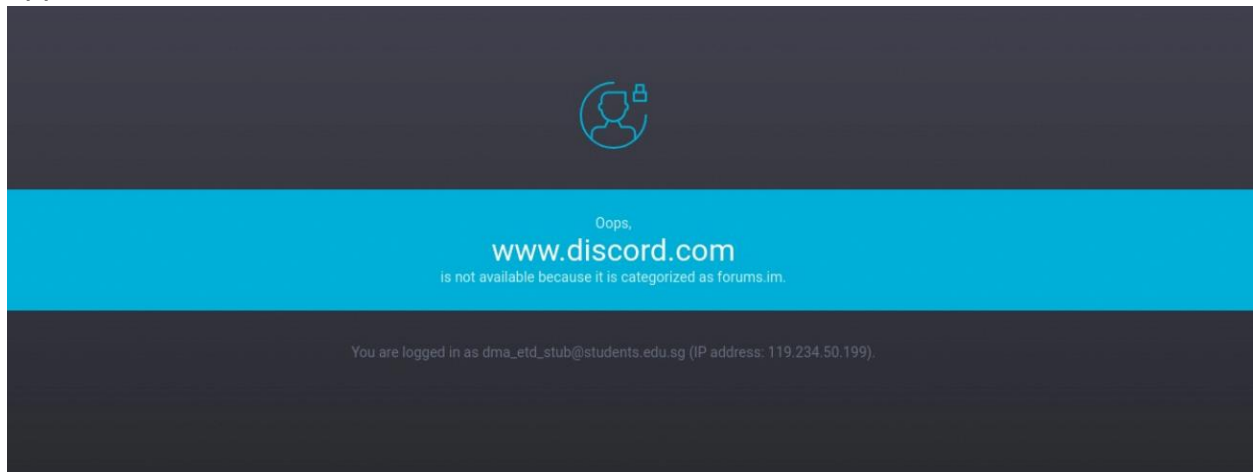 Oops,
www.discord.com
is not available because it is categorized as forums.im.
You are logged in as dma_etd_stub@students.edu.sg (IP address: 119.234.50.199).